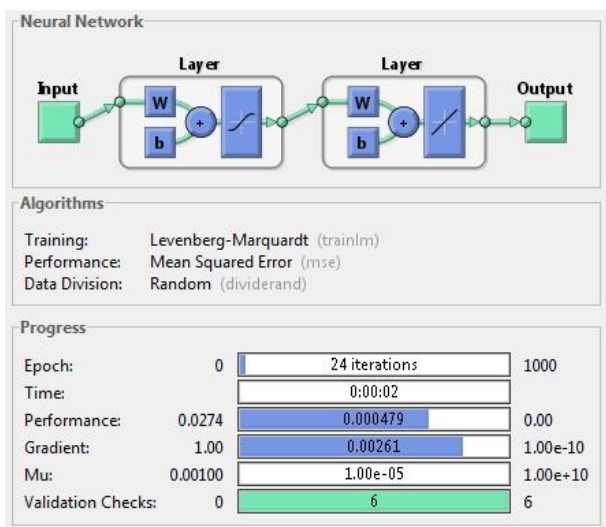 Neural Network
Layer Layer
Input Output
W W
+ +
b b
Algorithms
Training: Levenberg-Marquardt (trainlm)
Performance: Mean Squared Error (mse)
Data Division: Random (dividerand)
Progress
Epoch: 0 24 iterations 1000
Time: 0:00:02
Performance: 0.0274 0.000479 0.00
Gradient: 1.00 0.00261 1.00e-10
Mu: 0.00100 1.00e-05 1.00e+10
Validation Checks: 0 6 6